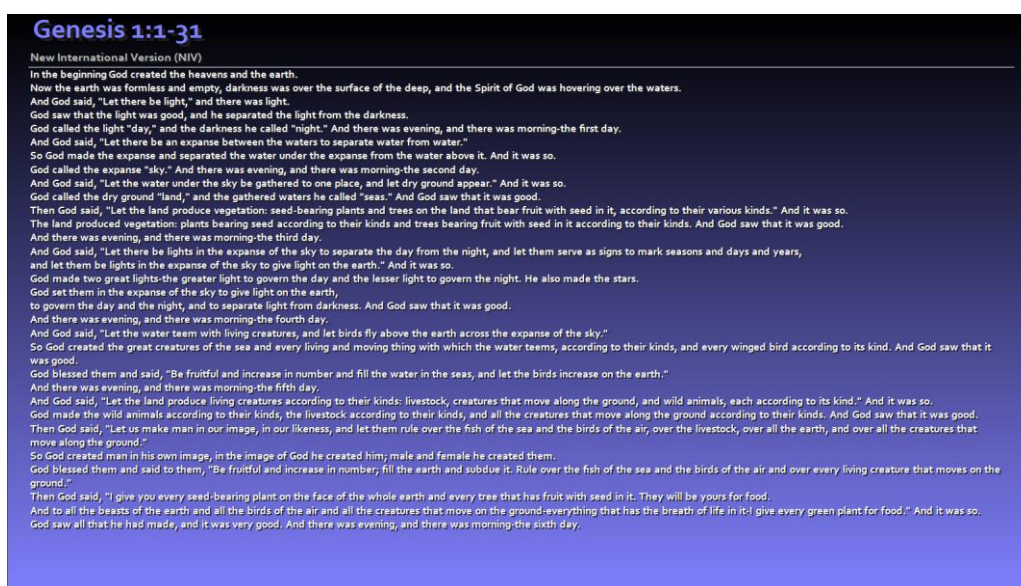 Genesis 1:1-31
New International Version (NIV)
In the beginning God created the heavens and the earth.
Now the earth was formless and empty, darkness was over the surface of the deep, and the Spirit of God was hovering over the waters.
And God said, "Let there be light," and there was light.
God saw that the light was good, and he separated the light from the darkness.
God called the light "day," and the darkness he called "night." And there was evening, and there was morning-the first day.
And God said, "Let there be an expanse between the waters to separate water from water."
So God made the expanse and separated the water under the expanse from the water above it. And it was so.
God called the expanse "sky." And there was evening, and there was morning-the second day.
And God said, "Let the water under the sky be gathered to one place, and let dry ground appear." And it was so.
God called the dry ground "land," and the gathered waters he called "seas." And God saw that it was good.
Then God said, "Let the land produce vegetation: seed-bearing plants and trees on the land that bear fruit with seed in it, according to their various kinds." And it was so.
The land produced vegetation: plants bearing seed according to their kinds and trees bearing fruit with seed in it according to their kinds. And God saw that it was good.
And there was evening, and there was morning-the third day.
And God said, "Let there be lights in the expanse of the sky to separate the day from the night, and let them serve as signs to mark seasons and days and years,
and let them be lights in the expanse of the sky to give light on the earth." And it was so.
God made two great lights-the greater light to govern the day and the lesser light to govern the night. He also made the stars.
God set them in the expanse of the sky to give light on the earth,
to govern the day and the night, and to separate light from darkness. And God saw that it was good.
And there was evening, and there was morning-the fourth day.
And God said, "Let the water teem with living creatures, and let birds fly above the earth across the expanse of the sky."
So God created the great creatures of the sea and every living and moving thing with which the water teems, according to their kinds, and every winged bird according to its kind. And God saw that it
was good.
God blessed them and said, "Be fruitful and increase in number and fill the water in the seas, and let the birds increase on the earth."
And there was evening, and there was morning-the fifth day.
And God said, "Let the land produce living creatures according to their kinds: livestock, creatures that move along the ground, and wild animals, each according to its kind." And it was so.
God made the wild animals according to their kinds, the livestock according to their kinds, and all the creatures that move along the ground according to their kinds. And God saw that it was good.
Then God said, "Let us make man in our image, in our likeness, and let them rule over the fish of the sea and the birds of the air, over the livestock, over all the earth, and over all the creatures that
move along the ground."
So God created man in his own image, in the image of God he created him; male and female he created them.
God blessed them and said to them, "Be fruitful and increase in number; fill the earth and subdue it. Rule over the fish of the sea and the birds of the air and over every living creature that moves on the
ground."
Then God said, "I give you every seed-bearing plant on the face of the whole earth and every tree that has fruit with seed in it. They will be yours for food.
And to all the beasts of the earth and all the birds of the air and all the creatures that move on the ground-everything that has the breath of life in it-I give every green plant for food." And it was so.
God saw all that he had made, and it was very good. And there was evening, and there was morning-the sixth day.